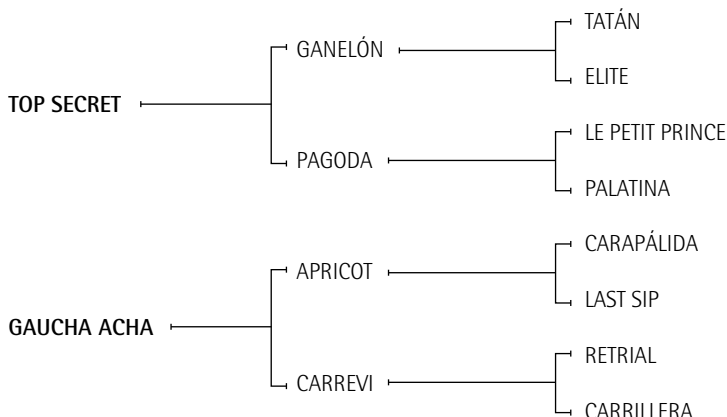 TATÁN
GANELÓN
ELITE
TOP SECRET
LE PETIT PRINCE
PAGODA
PALATINA
CARAPÁLIDA
APRICOT
LAST SIP
GAUCHA ACHA
RETRIAL
CARREVI
CARRILLERA